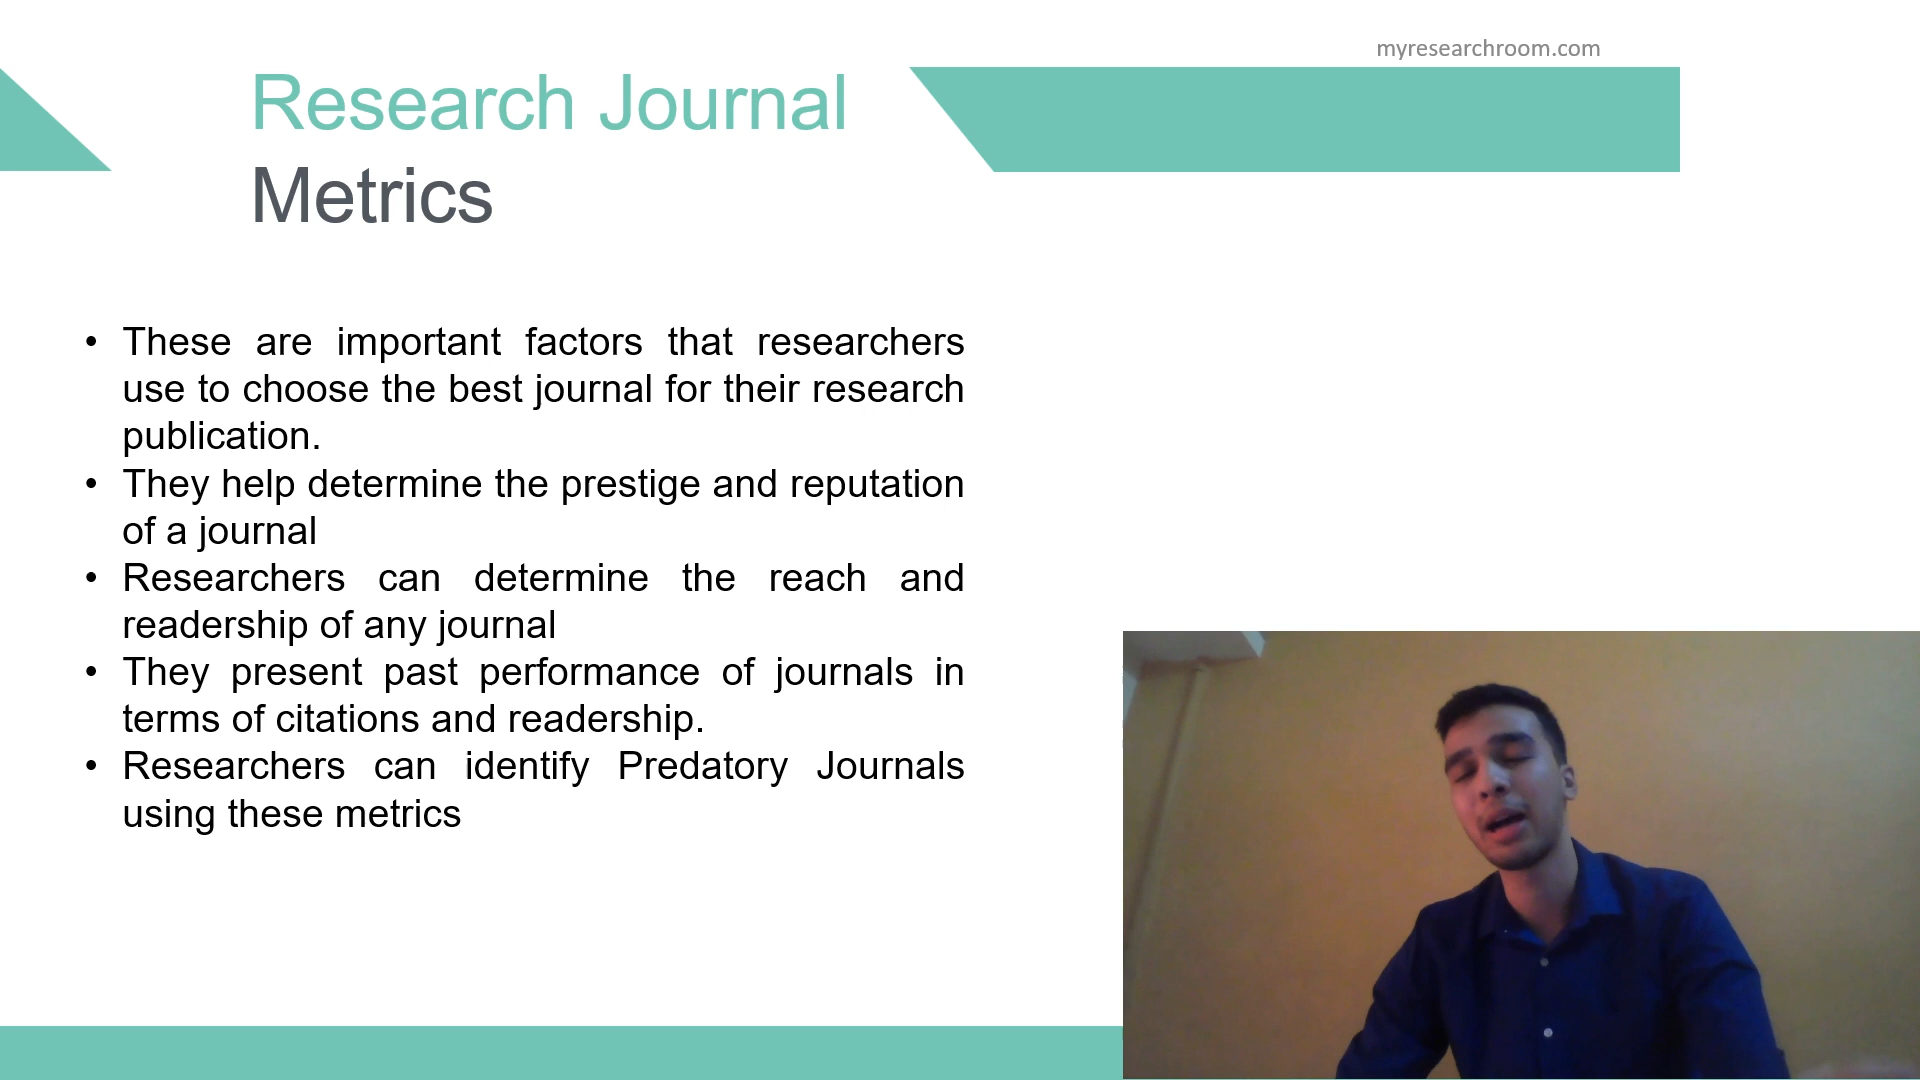 myresearchroom.com
Research Journal
Metrics
• These are important factors that researchers
use to choose the best journal for their research
publication.
• They help determine the prestige and reputation
of a journal
• Researchers can determine the reach and
readership of any journal
• They present past performance of journals in
terms of citations and readership.
• Researchers can identify Predatory Journals
using these metrics